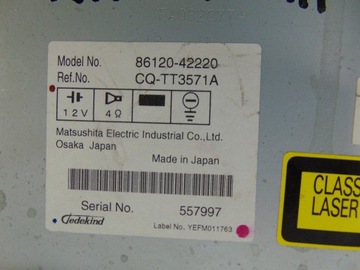 Model No. 86120-42220
Ref.No. CQ-TT3571A
12V 4Ω
Matsushita Electric Industrial Co.,Ltd.
Osaka Japan
Made in Japan
Serial No. 557997
Jedekind
Label No. YEFM011763
CLASS
LASER